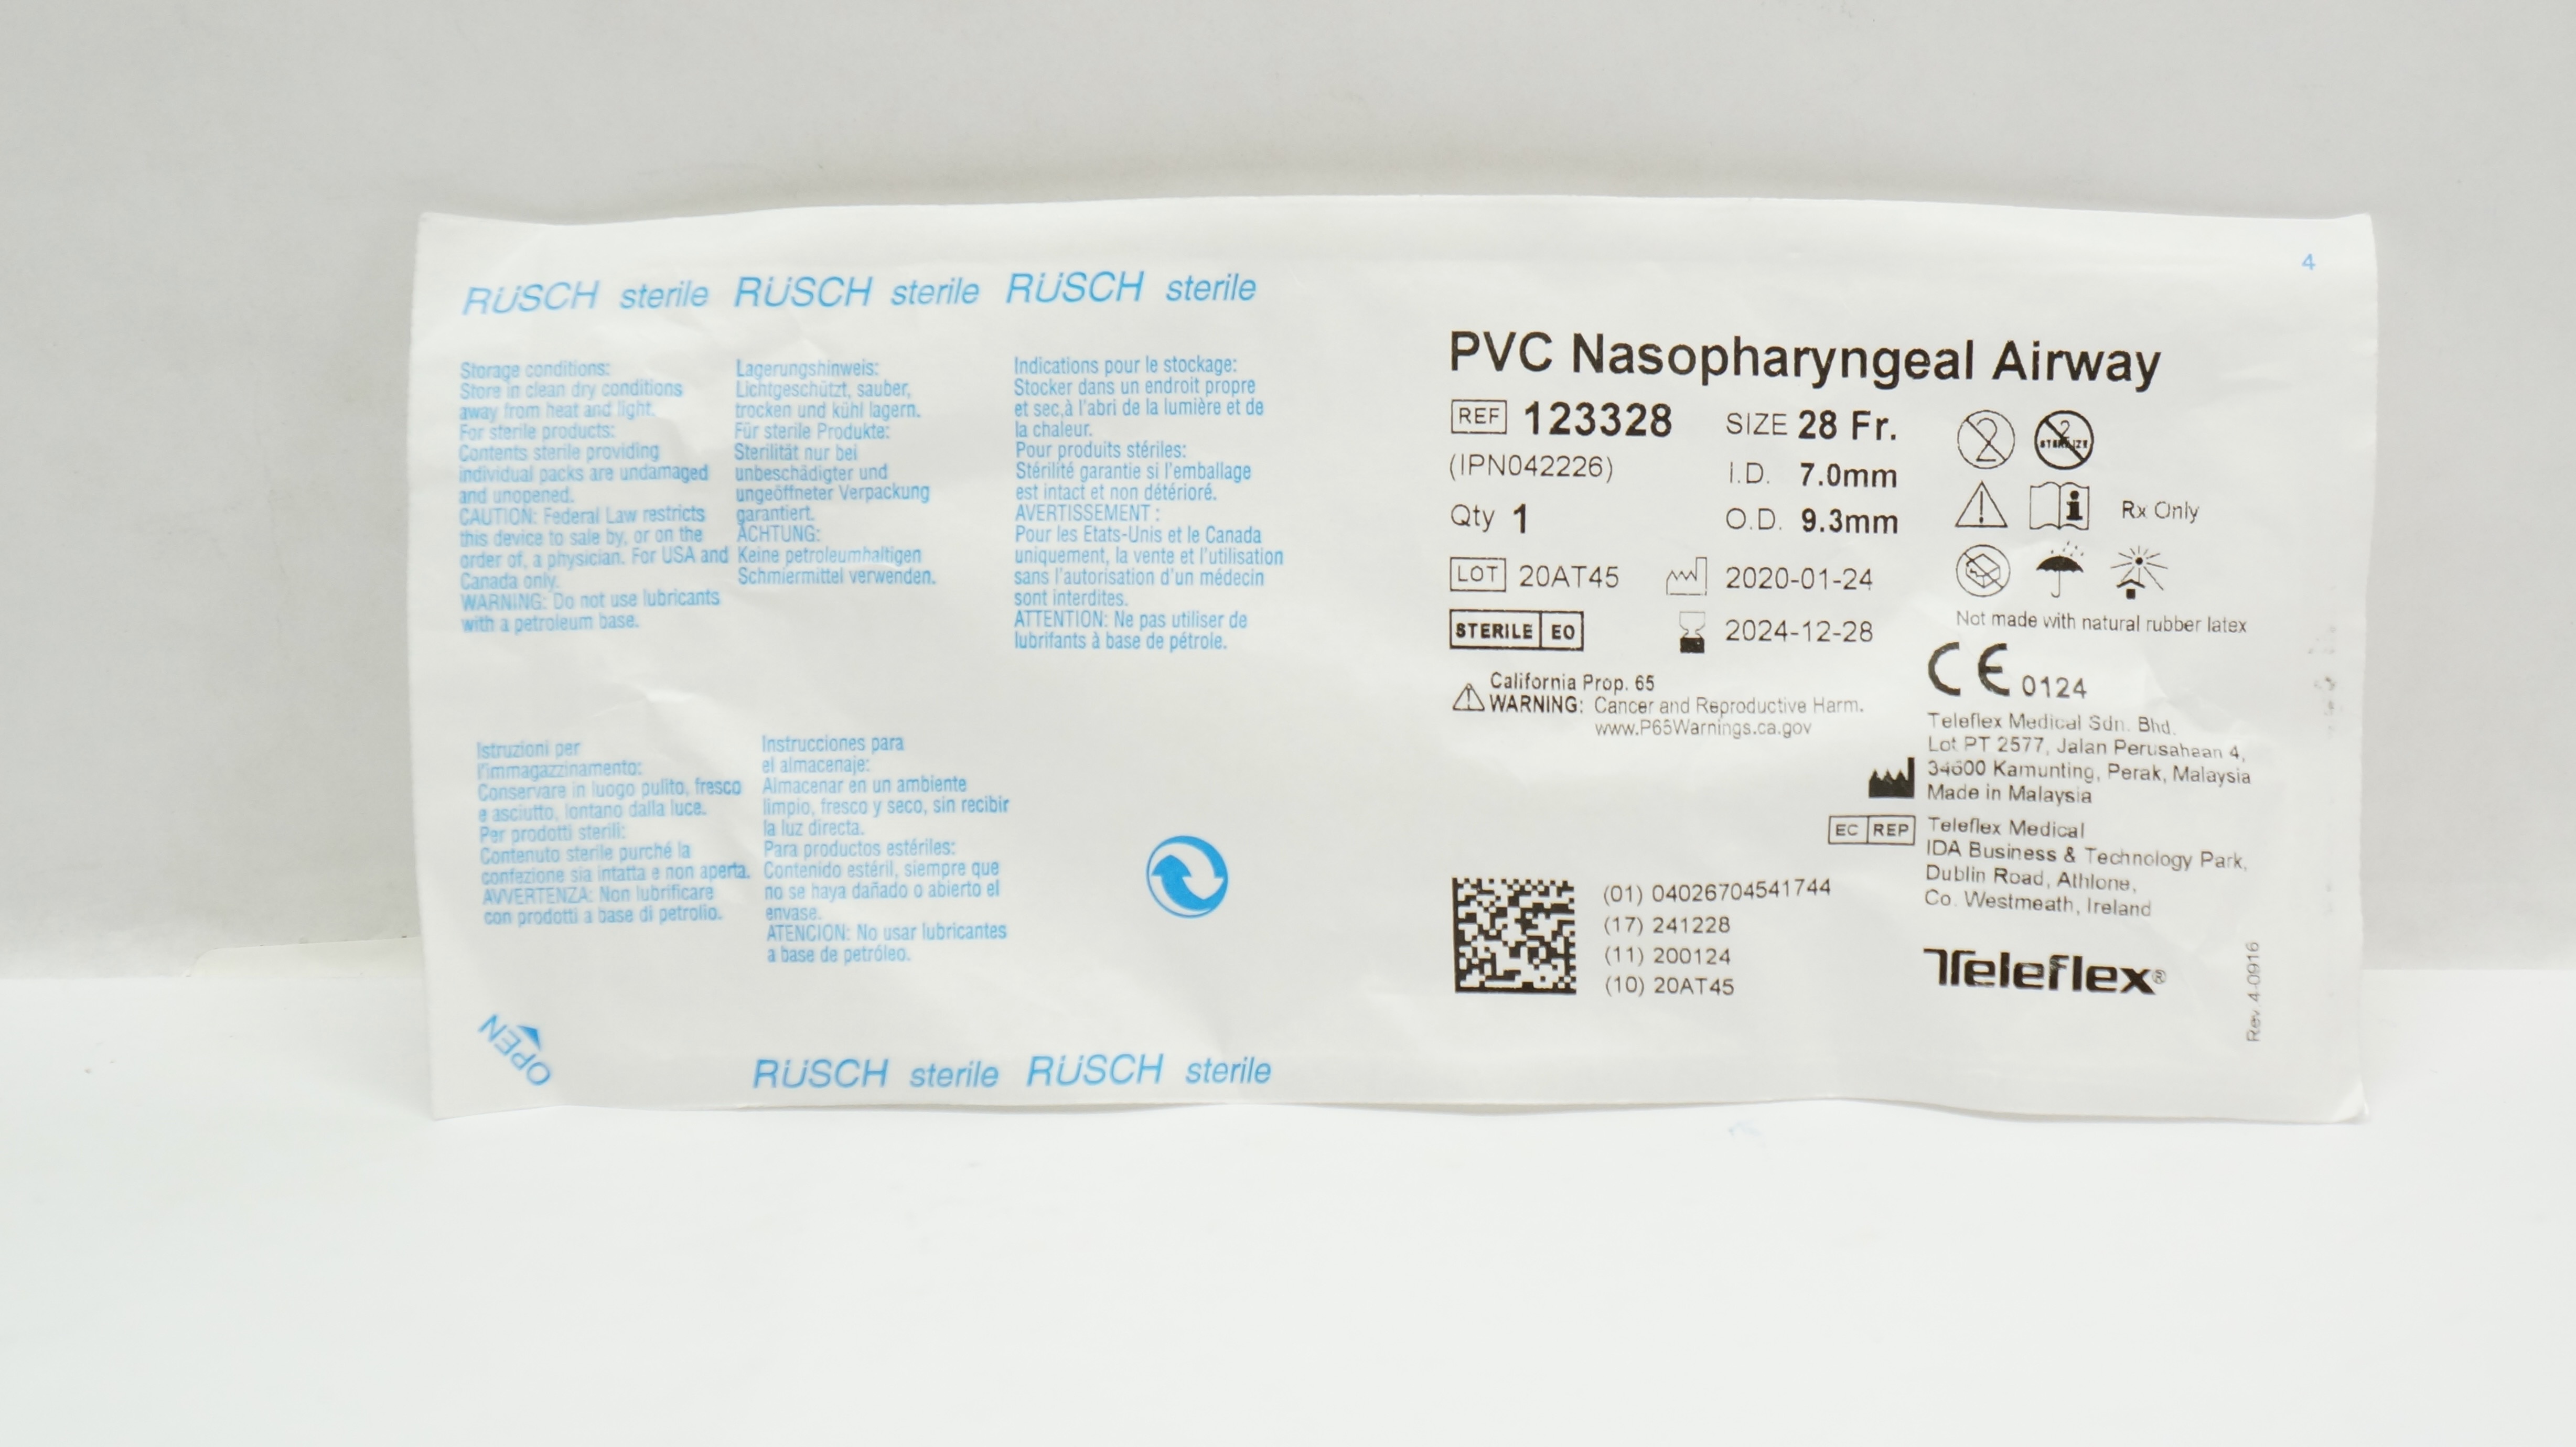 RÜSCH sterile RÜSCH sterile RÜSCH sterile
4
Storage conditions:
Store in clean dry conditions
away from heat and light.
For sterile products:
Contents sterile providing
individual packs are undamaged
and unopened.
CAUTION: Federal Law restricts
this device to sale by, or on the
order of, a physician. For USA and
Canada only.
WARNING: Do not use lubricants
with a petroleum base.
Lagerungshinweis:
Lichtgeschützt, sauber,
trocken und kühl lagern.
Für sterile Produkte:
Sterilität nur bei
unbeschädigter und
ungeöffneter Verpackung
garantiert.
ACHTUNG:
Keine petroleumhaltigen
Schmiermittel verwenden.
Indications pour le stockage:
Stocker dans un endroit propre
et sec,à l'abri de la lumière et de
la chaleur.
Pour produits stériles:
Stérilité garantie si l'emballage
est intact et non détérioré.
AVERTISSEMENT :
Pour les Etats-Unis et le Canada
uniquement, la vente et l'utilisation
sans l'autorisation d'un médecin
sont interdites.
ATTENTION: Ne pas utiliser de
lubrifants à base de pétrole.
Istruzioni per
l'immagazzinamento:
Conservare in luogo pulito, fresco
e asciutto, lontano dalla luce.
Per prodotti sterili:
Contenuto sterile purché la
confezione sia intatta e non aperta.
AVVERTENZA: Non lubrificare
con prodotti a base di petrolio.
Instrucciones para
el almacenaje:
Almacenar en un ambiente
limpio, fresco y seco, sin recibir
la luz directa.
Para productos estériles:
Contenido estéril, siempre que
no se haya dañado o abierto el
envase.
ATENCION: No usar lubricantes
a base de petróleo.
OPEN
RÜSCH sterile RÜSCH sterile
PVC Nasopharyngeal Airway
REF 123328 SIZE 28 Fr.
(IPN042226) I.D. 7.0mm
Qty 1 O.D. 9.3mm
LOT 20AT45 2020-01-24
STERILE EO 2024-12-28
2
2 STERILIZE
Rx Only
Not made with natural rubber latex
California Prop. 65
WARNING: Cancer and Reproductive Harm.
www.P65Warnings.ca.gov
CE 0124
Teleflex Medical Sdn. Bhd.
Lot PT 2577, Jalan Perusahaan 4,
34600 Kamunting, Perak, Malaysia
Made in Malaysia
EC REP Teleflex Medical
IDA Business & Technology Park,
Dublin Road, Athlone,
Co. Westmeath, Ireland
(01) 04026704541744
(17) 241228
(11) 200124
(10) 20AT45
Teleflex®
Rev. 4-0916